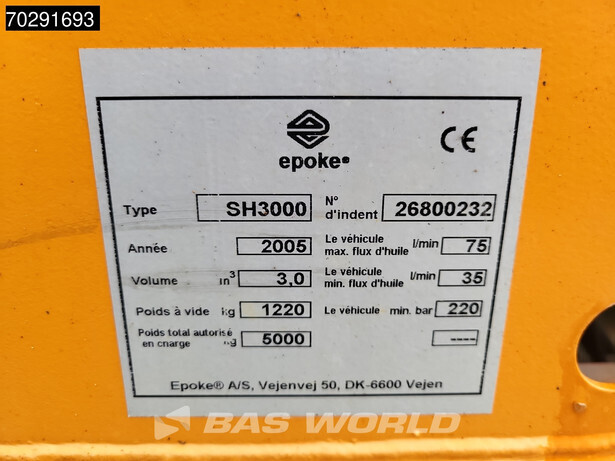 70291693
epoke®
CE
Type SH3000 N° d'indent 26800232
Année 2005 Le véhicule max. flux d'huile l/min 75
Volume m³ 3,0 Le véhicule min. flux d'huile l/min 35
Poids à vide kg 1220 Le véhicule min. bar 220
Poids total autorisé en charge kg 5000 ----
Epoke® A/S, Vejenvej 50, DK-6600 Vejen
BAS WORLD